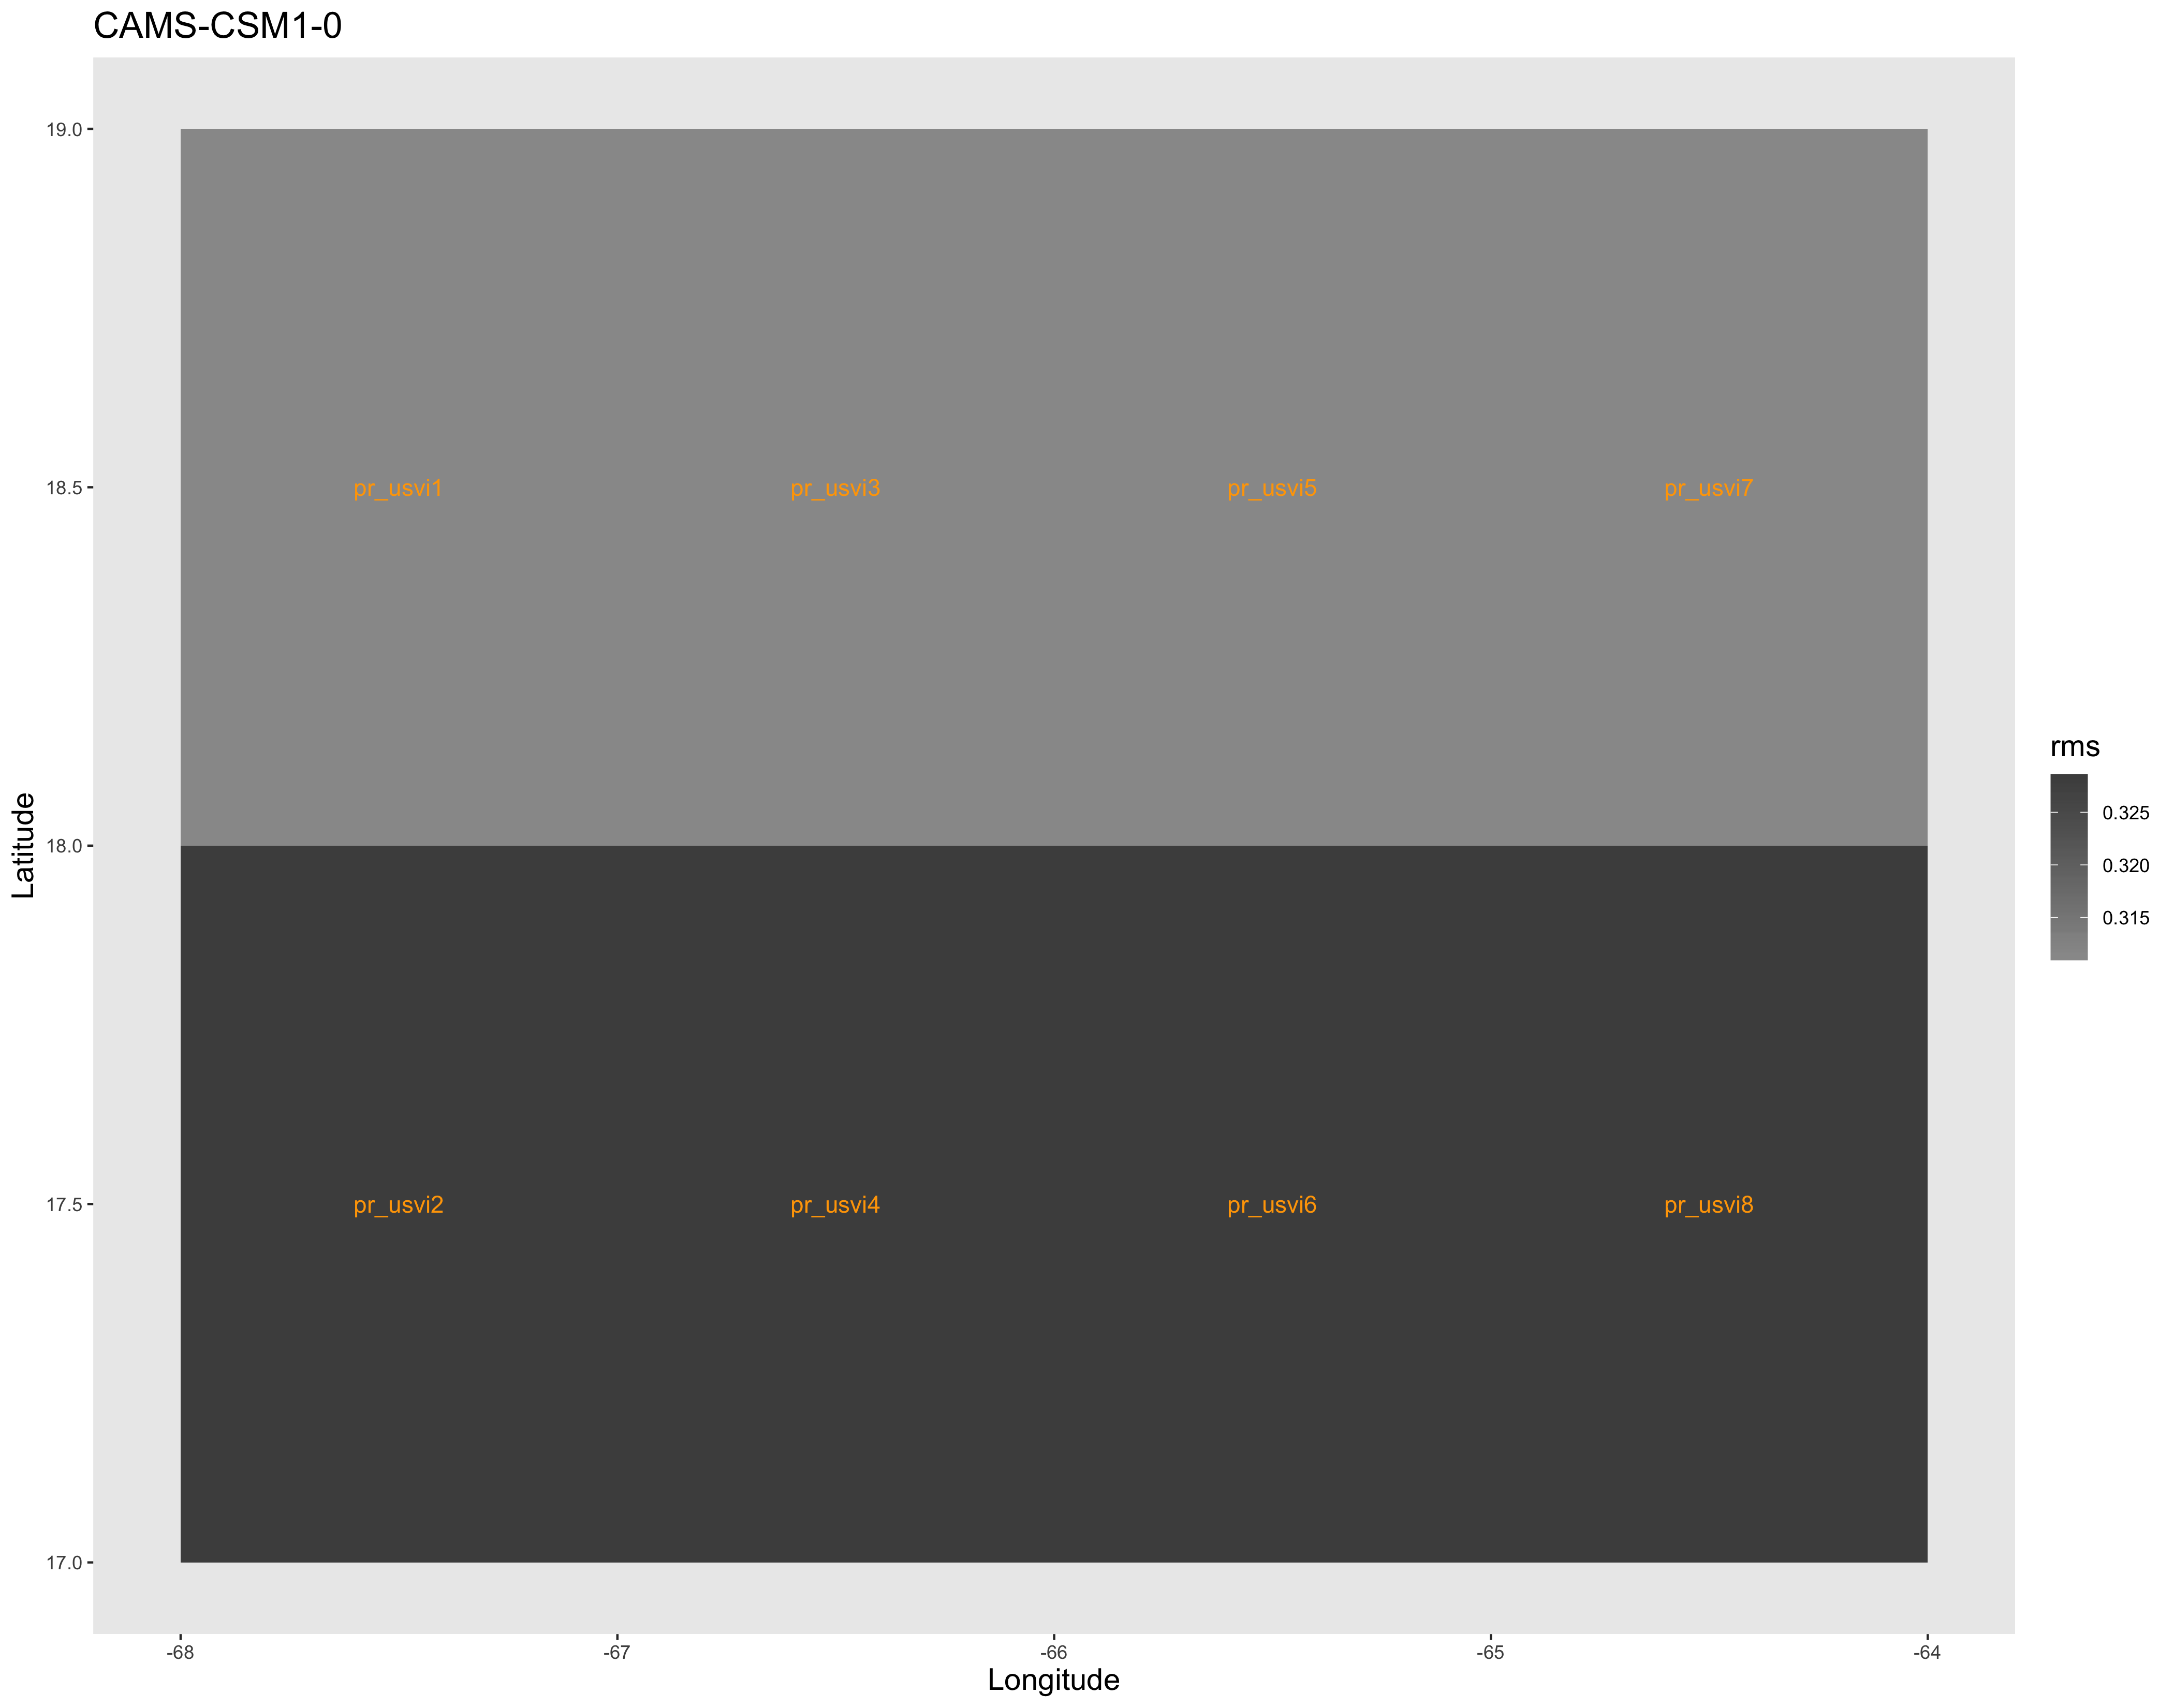 CAMS-CSM1-0
19.0
18.5
18.0
17.5
17.0
Latitude
pr_usvi1 pr_usvi3 pr_usvi5 pr_usvi7
pr_usvi2 pr_usvi4 pr_usvi6 pr_usvi8
-68 -67 -66 -65 -64
Longitude
rms
0.325
0.320
0.315